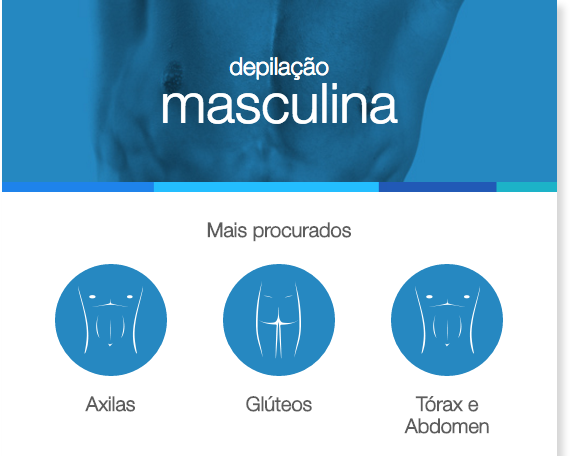 depilação
masculina
Mais procurados
Axilas
Glúteos
Tórax e
Abdomen